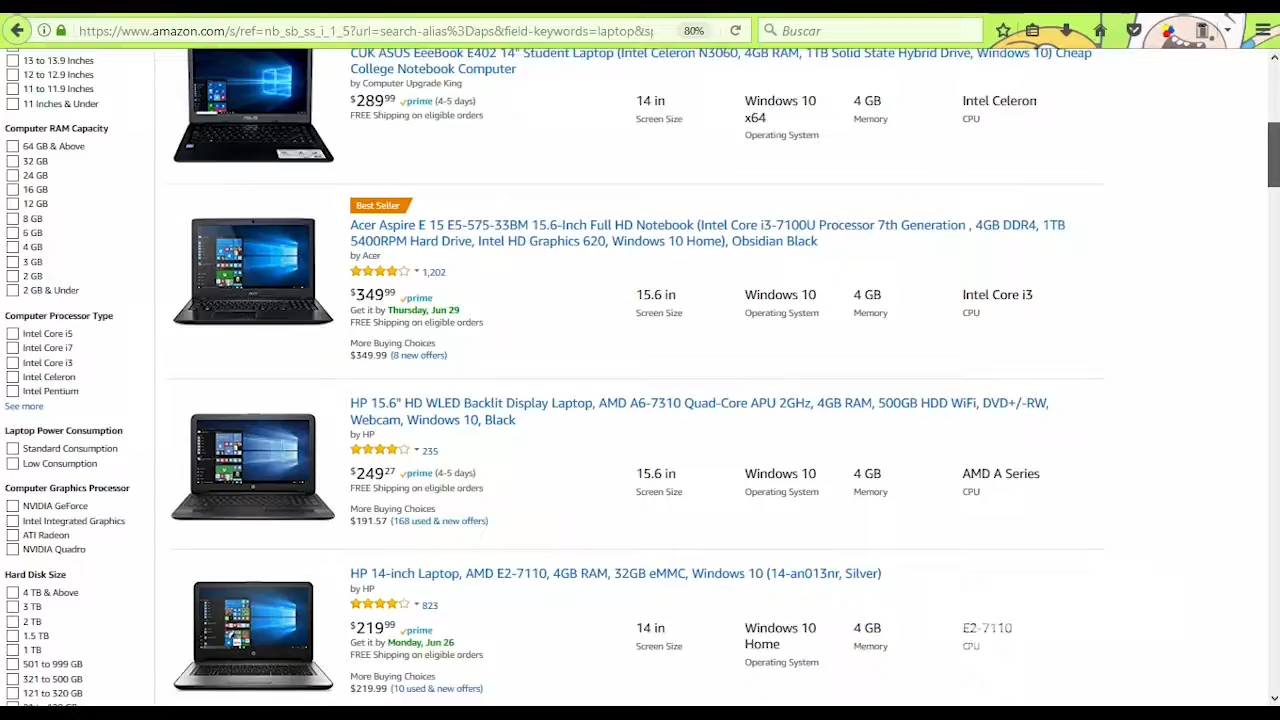 https://www.amazon.com/s/ref=nb_sb_ss_i_1_5?url=search-alias%3Daps&field-keywords=laptop&sp
80%
Buscar
13 to 13.9 Inches
12 to 12.9 Inches
11 to 11.9 Inches
11 Inches & Under
Computer RAM Capacity
64 GB & Above
32 GB
24 GB
16 GB
12 GB
8 GB
6 GB
4 GB
3 GB
2 GB
2 GB & Under
Computer Processor Type
Intel Core i5
Intel Core i7
Intel Core i3
Intel Celeron
Intel Pentium
See more
Laptop Power Consumption
Standard Consumption
Low Consumption
Computer Graphics Processor
NVIDIA GeForce
Intel Integrated Graphics
ATI Radeon
NVIDIA Quadro
Hard Disk Size
4 TB & Above
3 TB
2 TB
1.5 TB
1 TB
501 to 999 GB
321 to 500 GB
121 to 320 GB
CUK ASUS EeeBook E402 14" Student Laptop (Intel Celeron N3060, 4GB RAM, 1TB Solid State Hybrid Drive, Windows 10) Cheap
College Notebook Computer
by Computer Upgrade King
$289.99 prime (4-5 days)
FREE Shipping on eligible orders
14 in
Screen Size
Windows 10
x64
Operating System
4 GB
Memory
Intel Celeron
CPU
Best Seller
Acer Aspire E 15 E5-575-33BM 15.6-Inch Full HD Notebook (Intel Core i3-7100U Processor 7th Generation , 4GB DDR4, 1TB
5400RPM Hard Drive, Intel HD Graphics 620, Windows 10 Home), Obsidian Black
by Acer
1,202
$349.99 prime
Get it by Thursday, Jun 29
FREE Shipping on eligible orders
More Buying Choices
$349.99 (8 new offers)
15.6 in
Screen Size
Windows 10
Operating System
4 GB
Memory
Intel Core i3
CPU
HP 15.6" HD WLED Backlit Display Laptop, AMD A6-7310 Quad-Core APU 2GHz, 4GB RAM, 500GB HDD WiFi, DVD+/-RW,
Webcam, Windows 10, Black
by HP
235
$249.27 prime (4-5 days)
FREE Shipping on eligible orders
More Buying Choices
$191.57 (168 used & new offers)
15.6 in
Screen Size
Windows 10
Operating System
4 GB
Memory
AMD A Series
CPU
HP 14-inch Laptop, AMD E2-7110, 4GB RAM, 32GB eMMC, Windows 10 (14-an013nr, Silver)
by HP
823
$219.99 prime
Get it by Monday, Jun 26
FREE Shipping on eligible orders
More Buying Choices
$219.99 (10 used & new offers)
14 in
Screen Size
Windows 10
Home
Operating System
4 GB
Memory
E2-7110
CPU